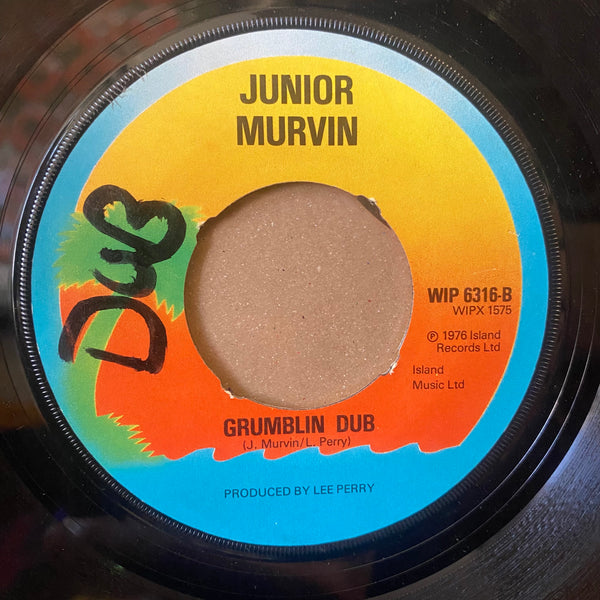 JUNIOR
MURVIN
DUB
WIP 6316-B
WIPX 1575
℗ 1976 Island
Records Ltd
Island
Music Ltd
GRUMBLIN DUB
(J. Murvin/L. Perry)
PRODUCED BY LEE PERRY